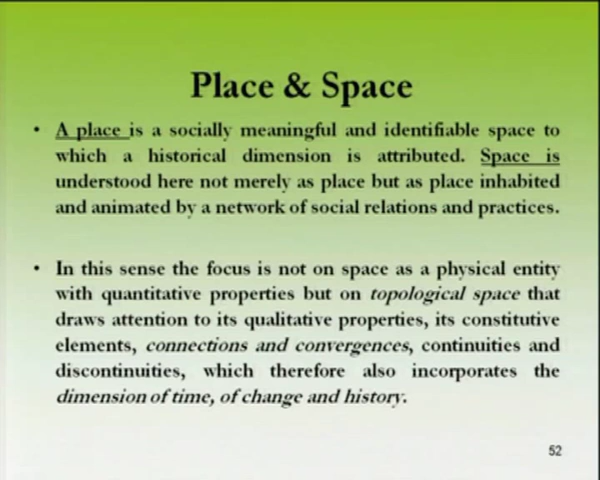 Place & Space
• A place is a socially meaningful and identifiable space to
which a historical dimension is attributed. Space is
understood here not merely as place but as place inhabited
and animated by a network of social relations and practices.
• In this sense the focus is not on space as a physical entity
with quantitative properties but on topological space that
draws attention to its qualitative properties, its constitutive
elements, connections and convergences, continuities and
discontinuities, which therefore also incorporates the
dimension of time, of change and history.
52